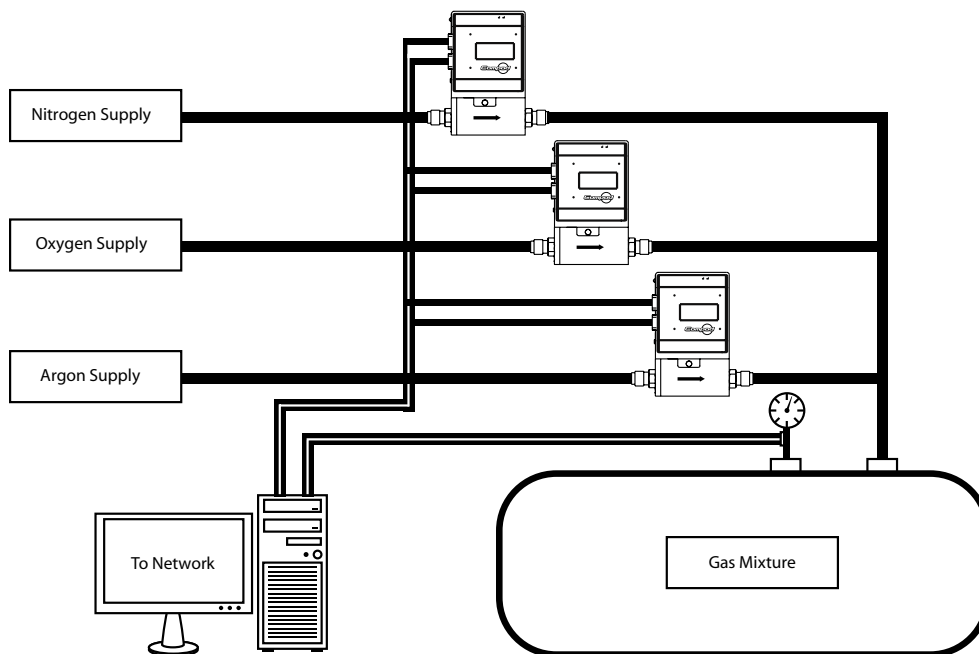 Nitrogen Supply
Oxygen Supply
Argon Supply
To Network
Gas Mixture